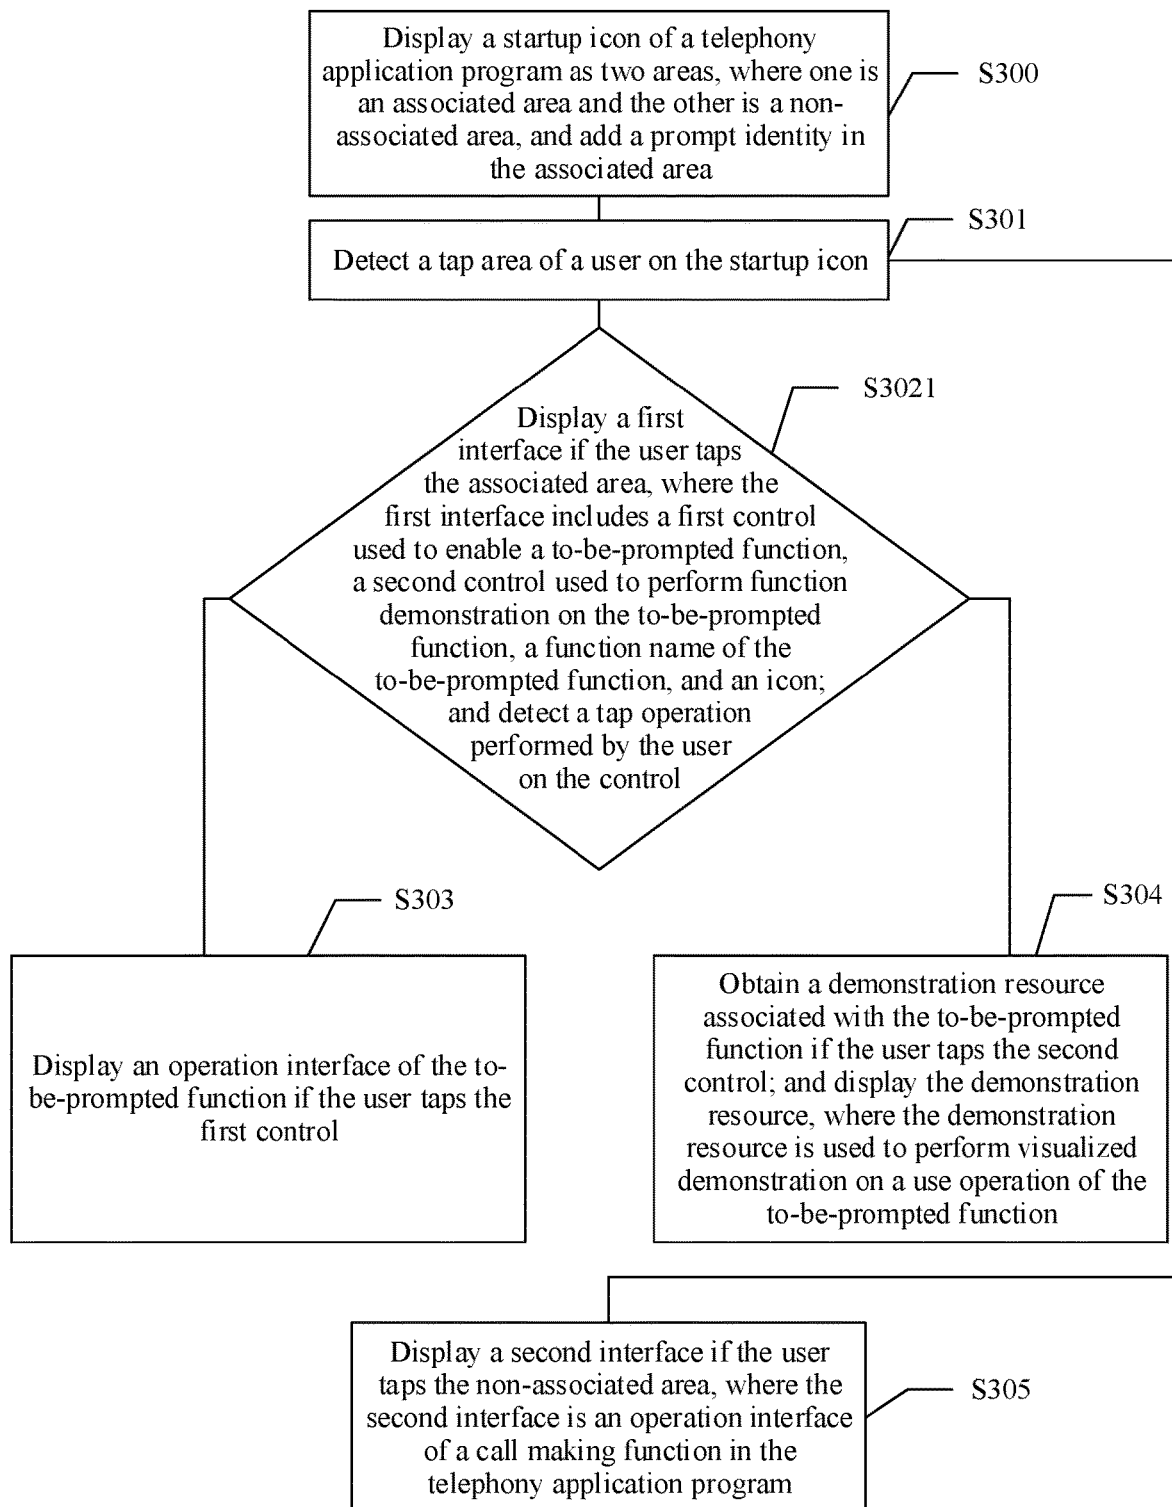 Display a startup icon of a telephony
application program as two areas, where one is
an associated area and the other is a non-
associated area, and add a prompt identity in
the associated area
S300
Detect a tap area of a user on the startup icon
S301
Display a first
interface if the user taps
the associated area, where the
first interface includes a first control
used to enable a to-be-prompted function,
a second control used to perform function
demonstration on the to-be-prompted
function, a function name of the
to-be-prompted function, and an icon;
and detect a tap operation
performed by the user
on the control
S3021
S303
Display an operation interface of the to-
be-prompted function if the user taps the
first control
S304
Obtain a demonstration resource
associated with the to-be-prompted
function if the user taps the second
control; and display the demonstration
resource, where the demonstration
resource is used to perform visualized
demonstration on a use operation of the
to-be-prompted function
Display a second interface if the user
taps the non-associated area, where the
second interface is an operation interface
of a call making function in the
telephony application program
S305